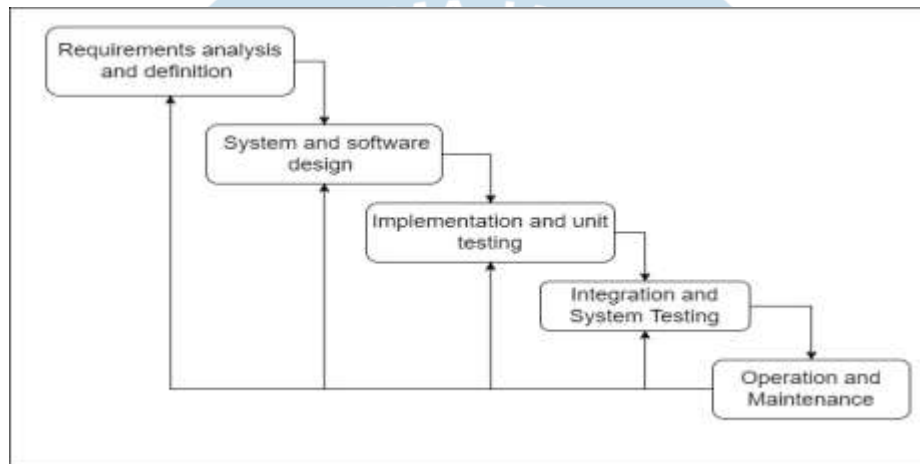 Requirements analysis
and definition
System and software
design
Implementation and unit
testing
Integration and
System Testing
Operation and
Maintenance